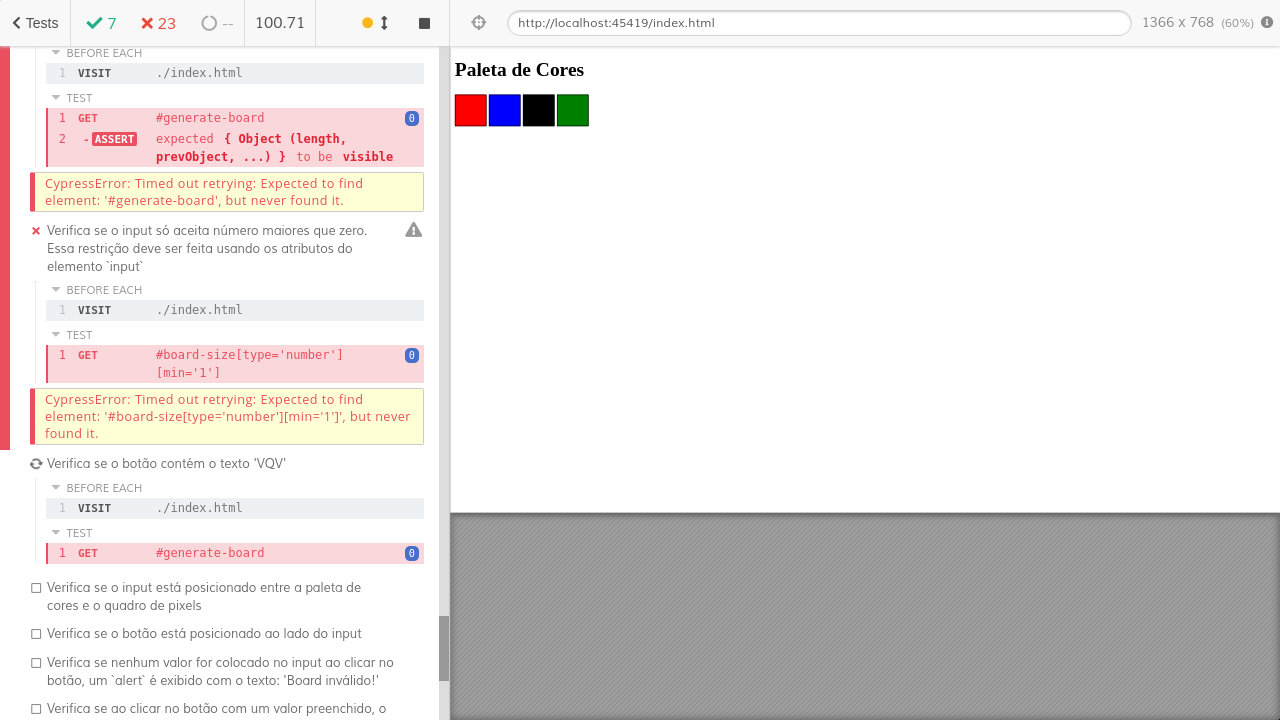 Tests 7 23 -- 100.71
http://localhost:45419/index.html 1366 x 768 (60%)
BEFORE EACH
1 VISIT ./index.html
TEST
1 GET #generate-board 0
2 -ASSERT expected { Object (length,
prevObject, ...) } to be visible
CypressError: Timed out retrying: Expected to find
element: '#generate-board', but never found it.
Verifica se o input só aceita número maiores que zero.
Essa restrição deve ser feita usando os atributos do
elemento `input`
BEFORE EACH
1 VISIT ./index.html
TEST
1 GET #board-size[type='number'] 0
[min='1']
CypressError: Timed out retrying: Expected to find
element: '#board-size[type='number'][min='1']', but never
found it.
Verifica se o botão contém o texto 'VQV'
BEFORE EACH
1 VISIT ./index.html
TEST
1 GET #generate-board 0
Verifica se o input está posicionado entre a paleta de
cores e o quadro de pixels
Verifica se o botão está posicionado ao lado do input
Verifica se nenhum valor for colocado no input ao clicar no
botão, um `alert` é exibido com o texto: 'Board inválido!'
Verifica se ao clicar no botão com um valor preenchido, o
Paleta de Cores